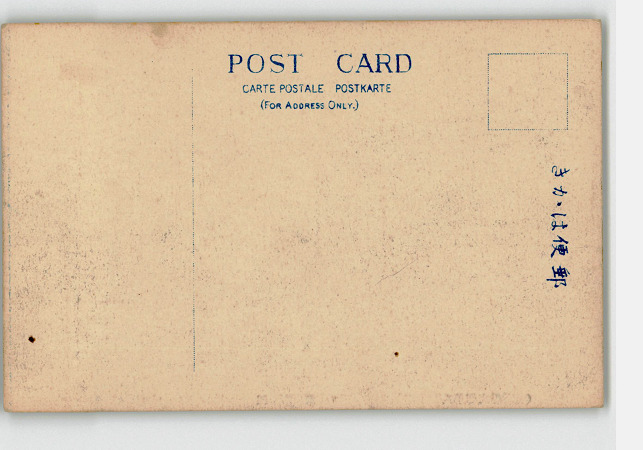 POST CARD
CARTE POSTALE POSTKARTE
(FOR ADDRESS ONLY.)
きかは便郵